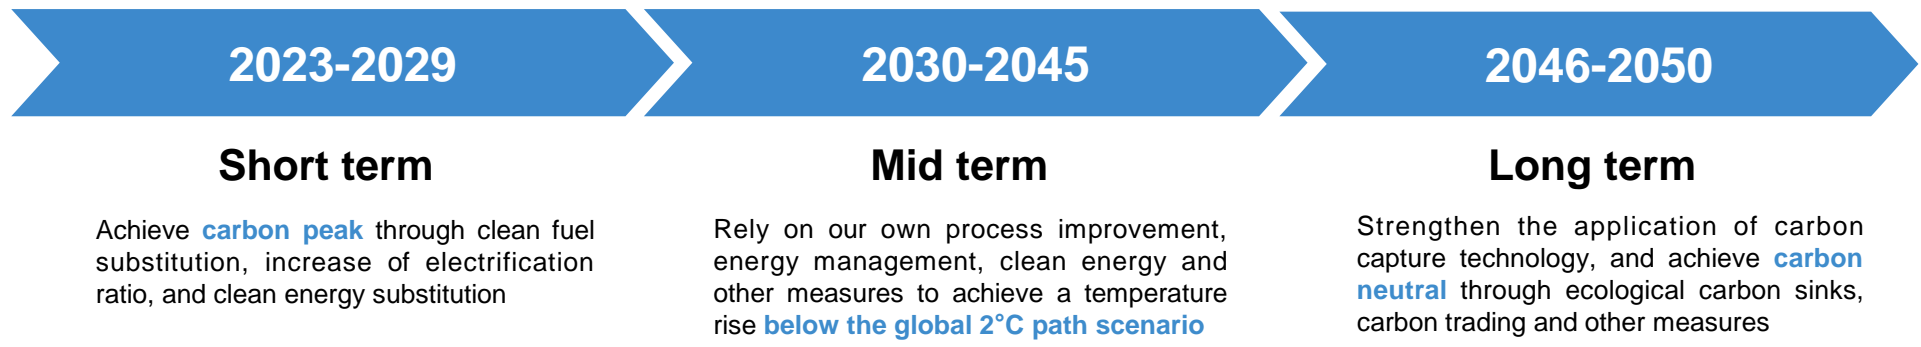 2023-2029
2030-2045
2046-2050
Short term
Achieve carbon peak through clean fuel
substitution, increase of electrification
ratio, and clean energy substitution
Mid term
Rely on our own process improvement,
energy management, clean energy and
other measures to achieve a temperature
rise below the global 2°C path scenario
Long term
Strengthen the application of carbon
capture technology, and achieve carbon
neutral through ecological carbon sinks,
carbon trading and other measures